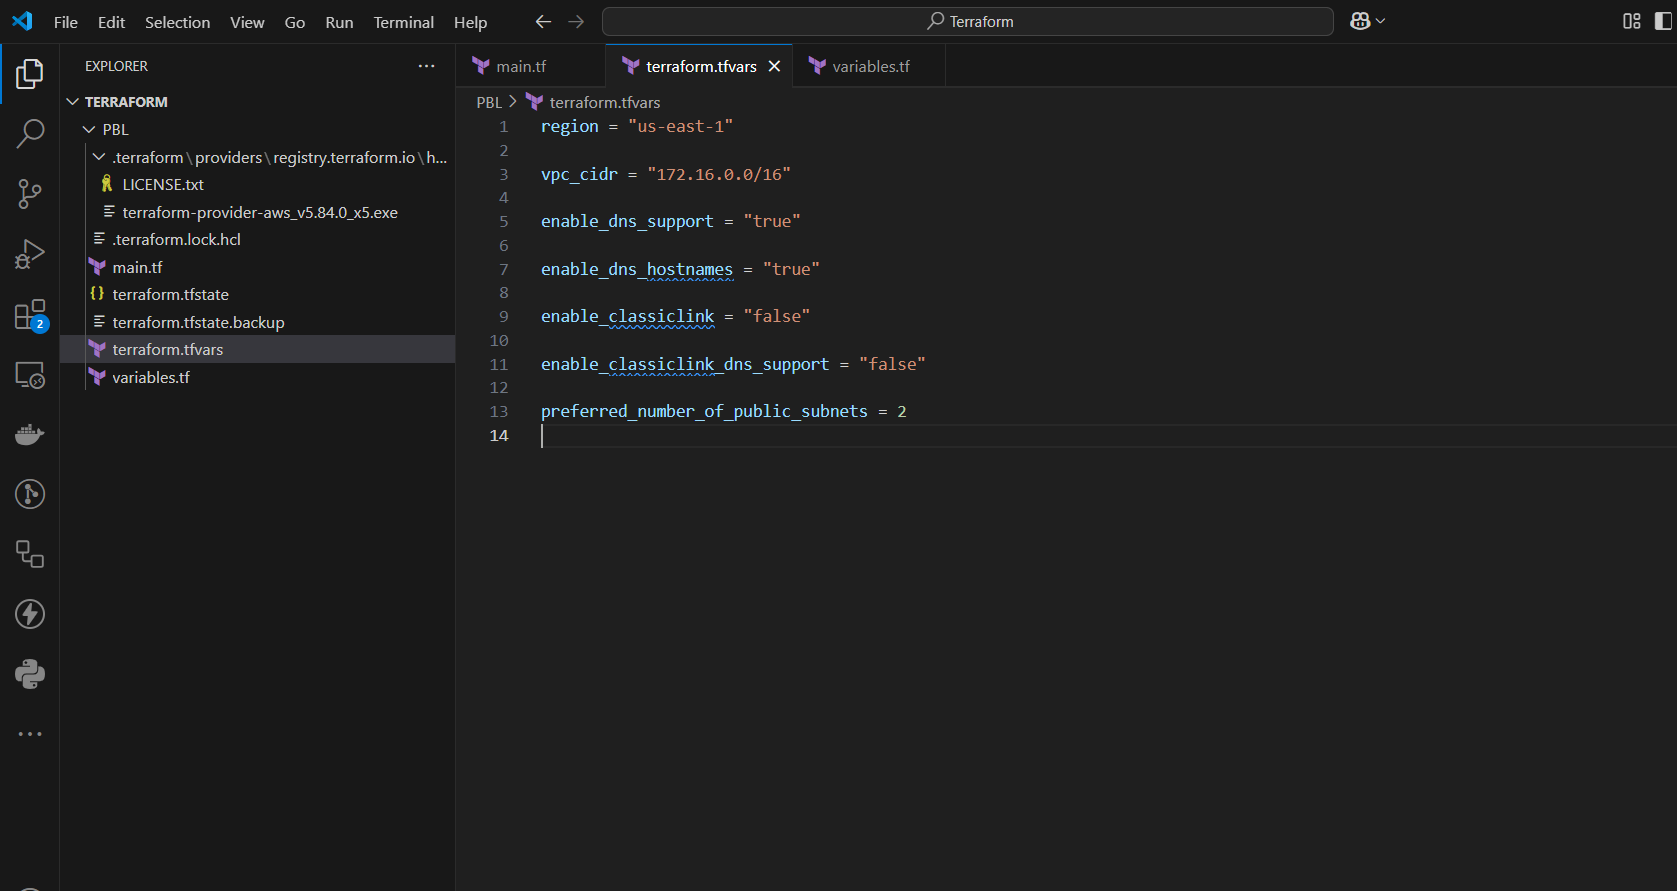 File Edit Selection View Go Run Terminal Help
Terraform
EXPLORER
TERRAFORM
PBL
.terraform\providers\registry.terraform.io\h...
LICENSE.txt
terraform-provider-aws_v5.84.0_x5.exe
.terraform.lock.hcl
main.tf
terraform.tfstate
terraform.tfstate.backup
terraform.tfvars
variables.tf
2
main.tf terraform.tfvars variables.tf
PBL > terraform.tfvars
1 region = "us-east-1"
2
3 vpc_cidr = "172.16.0.0/16"
4
5 enable_dns_support = "true"
6
7 enable_dns_hostnames = "true"
8
9 enable_classiclink = "false"
10
11 enable_classiclink_dns_support = "false"
12
13 preferred_number_of_public_subnets = 2
14